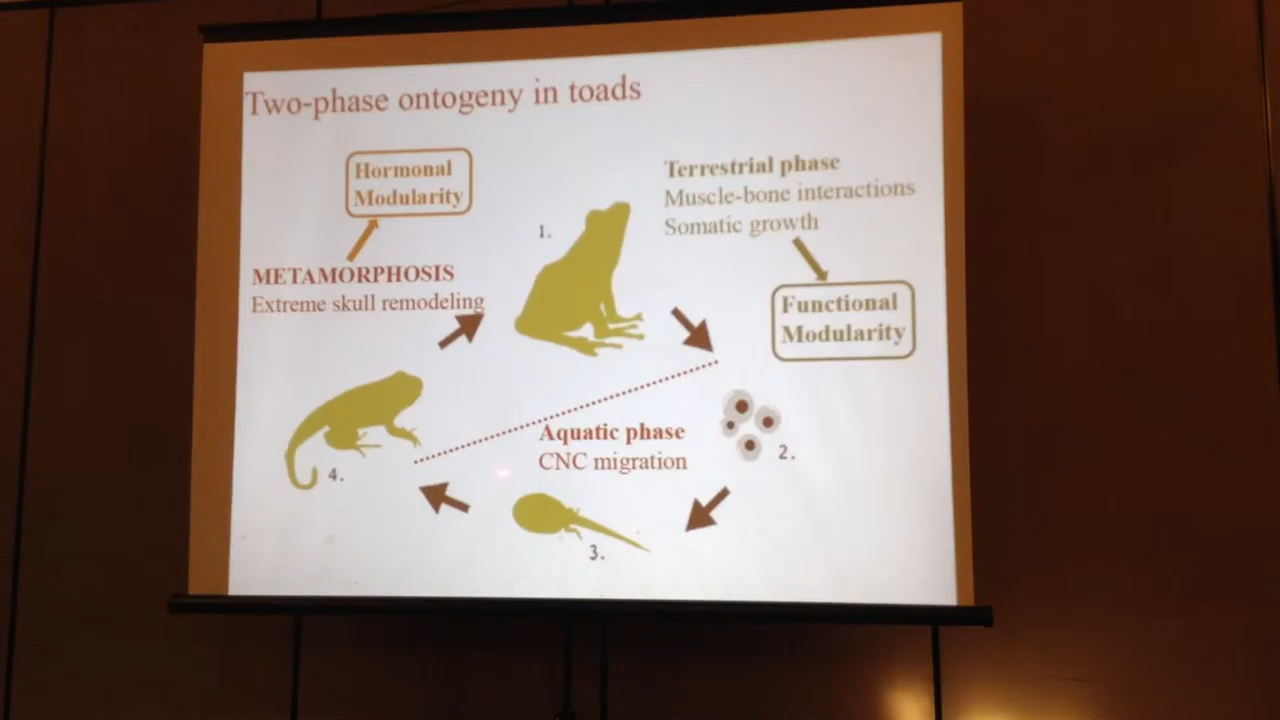 Two-phase ontogeny in toads
Hormonal
Modularity
METAMORPHOSIS
Extreme skull remodeling
1.
Terrestrial phase
Muscle-bone interactions
Somatic growth
Functional
Modularity
2.
Aquatic phase
CNC migration
3.
4.